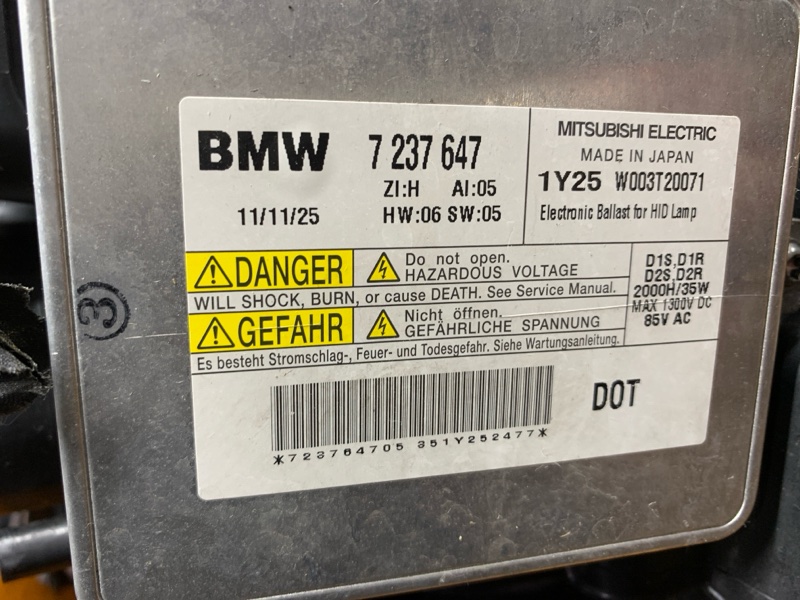 BMW 7 237 647
ZI:H AI:05
11/11/25 HW:06 SW:05
MITSUBISHI ELECTRIC
MADE IN JAPAN
1Y25 W003T20071
Electronic Ballast for HID Lamp
DANGER
Do not open.
HAZARDOUS VOLTAGE
WILL SHOCK, BURN, or cause DEATH. See Service Manual.
GEFAHR
Nicht öffnen.
GEFÄHRLICHE SPANNUNG
Es besteht Stromschlag-, Feuer- und Todesgefahr. Siehe Wartungsanleitung.
D1S,D1R
D2S,D2R
2000H/35W
MAX 1300V DC
85V AC
*723764705 351Y252477*
DOT
3